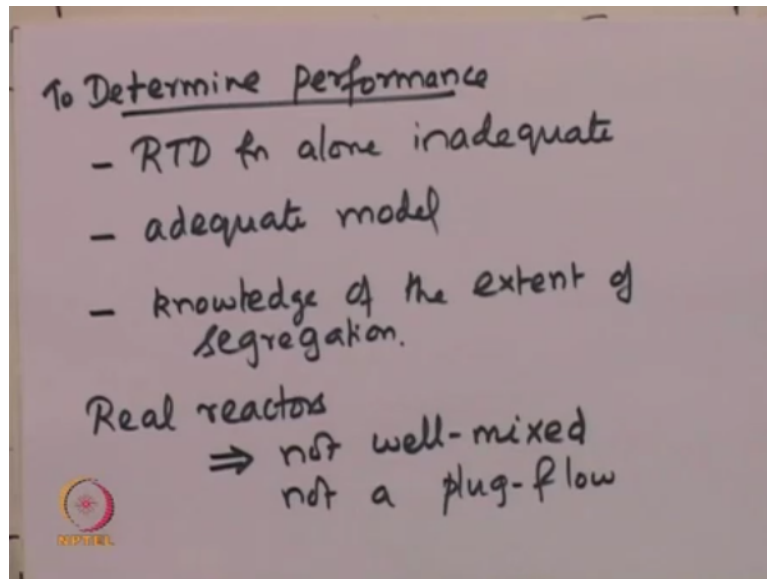 To Determine performance
- RTD fn alone inadequate
- adequate model
- knowledge of the extent of
segregation.
Real reactors
⇒ not well-mixed
not a plug-flow
NPTEL